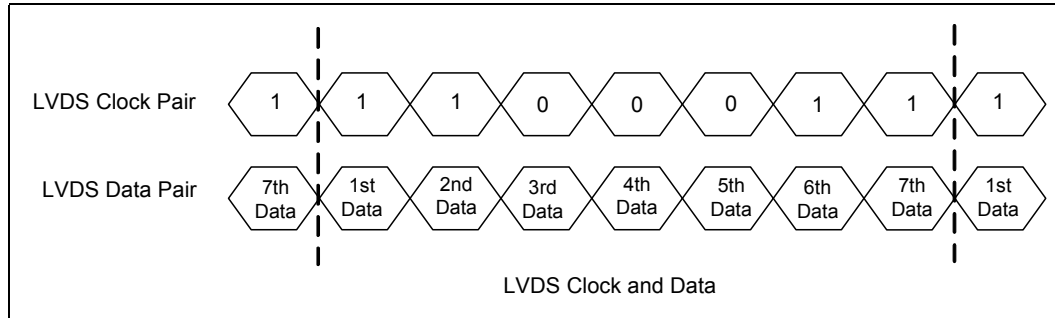 LVDS Clock Pair 1 1 1 0 0 0 1 1 1
LVDS Data Pair 7th Data 1st Data 2nd Data 3rd Data 4th Data 5th Data 6th Data 7th Data 1st Data
LVDS Clock and Data